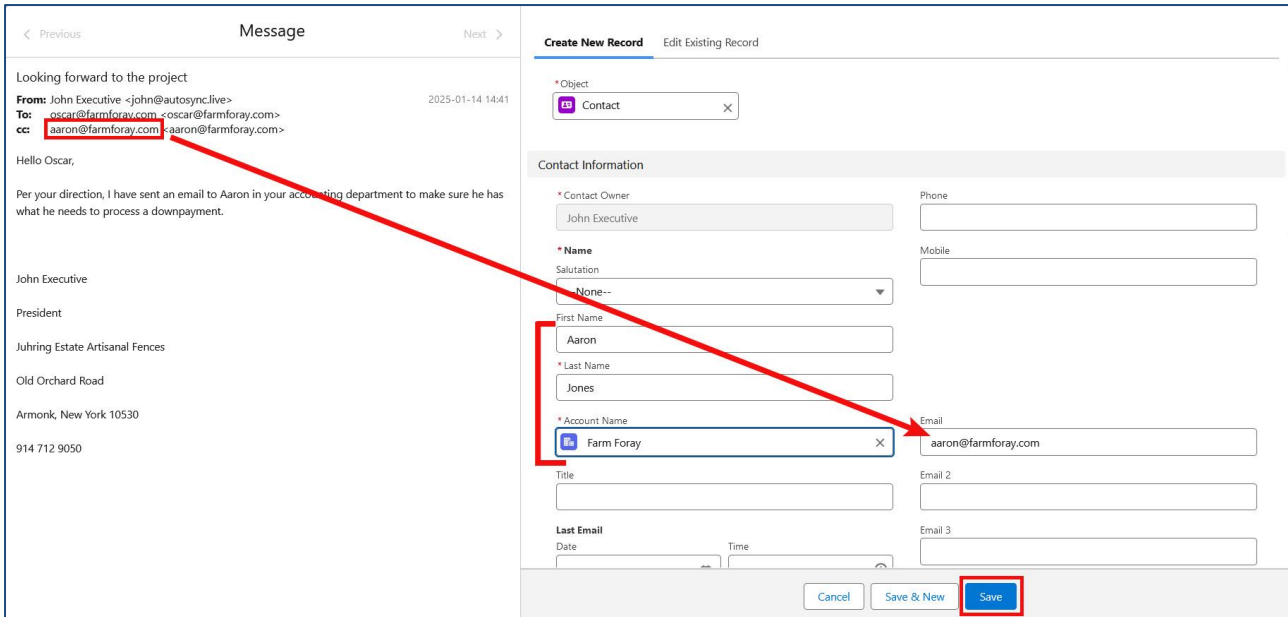 Previous
Message
Next
Looking forward to the project
From: John Executive <john@autosync.live>
2025-01-14 14:41
To: oscar@farmforay.com <oscar@farmforay.com>
cc: aaron@farmforay.com <aaron@farmforay.com>
Hello Oscar,
Per your direction, I have sent an email to Aaron in your accounting department to make sure he has
what he needs to process a downpayment.
John Executive
President
Juhring Estate Artisanal Fences
Old Orchard Road
Armonk, New York 10530
914 712 9050
Create New Record Edit Existing Record
*Object
Contact
Contact Information
*Contact Owner
John Executive
Phone
*Name
Mobile
Salutation
--None--
First Name
Aaron
*Last Name
Jones
*Account Name
Farm Foray
Email
aaron@farmforay.com
Title
Email 2
Last Email
Email 3
Date
Time
Cancel
Save & New
Save